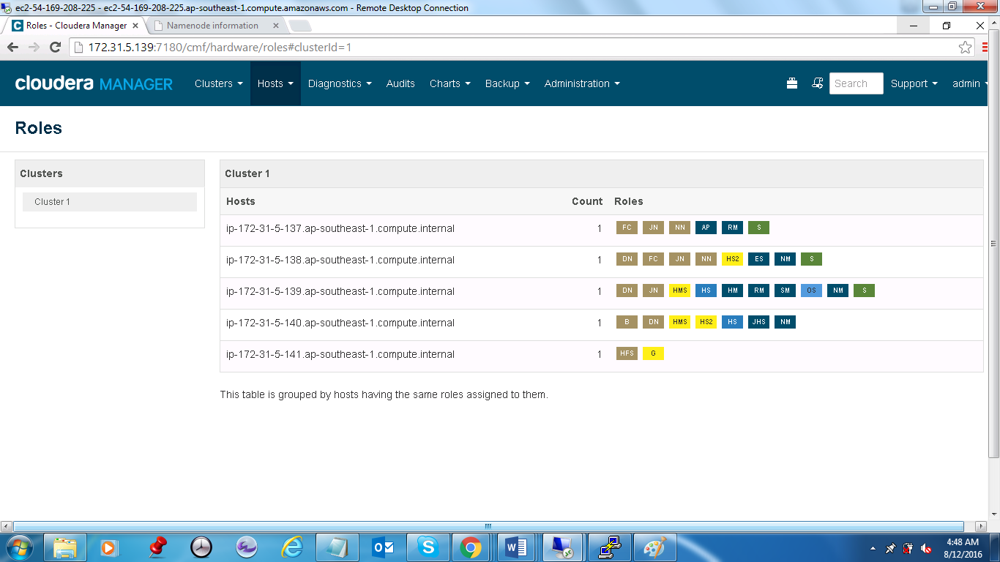 ec2-54-169-208-225 - ec2-54-169-208-225.ap-southeast-1.compute.amazonaws.com - Remote Desktop Connection
Roles - Cloudera Manager Namenode information
172.31.5.139:7180/cmf/hardware/roles#clusterId=1
cloudera MANAGER Clusters Hosts Diagnostics Audits Charts Backup Administration Search Support admin
Roles
Clusters
Cluster 1
Cluster 1
Hosts Count Roles
ip-172-31-5-137.ap-southeast-1.compute.internal 1 FC JN NN AP RM S
ip-172-31-5-138.ap-southeast-1.compute.internal 1 DN FC JN NN HS2 ES NM S
ip-172-31-5-139.ap-southeast-1.compute.internal 1 DN JN HMS HS HM RM SM OS NM S
ip-172-31-5-140.ap-southeast-1.compute.internal 1 B DN HMS HS2 HS JHS NM
ip-172-31-5-141.ap-southeast-1.compute.internal 1 HFS G
This table is grouped by hosts having the same roles assigned to them.
4:48 AM
8/12/2016